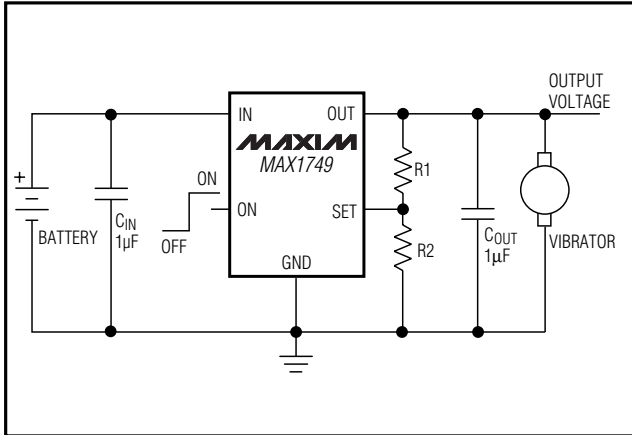 OUTPUT
VOLTAGE
IN
OUT
MAXIM
MAX1749
R1
+
ON
ON
SET
CIN
1µF
BATTERY
OFF
R2
COUT
1µF
VIBRATOR
GND